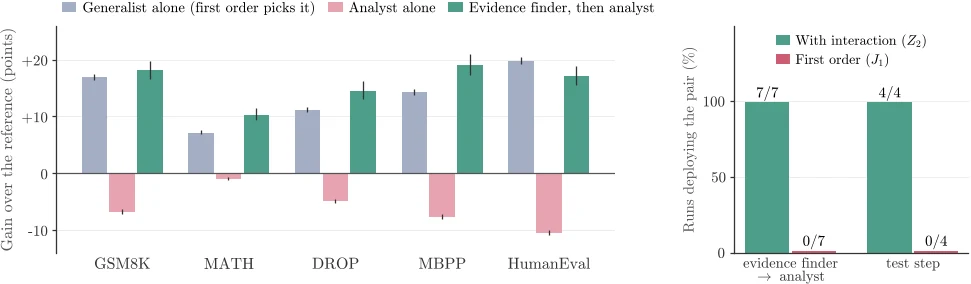 Generalist alone (first order picks it)
Analyst alone
Evidence finder, then analyst
Gain over the reference (points)
+20
+10
0
-10
GSM8K
MATH
DROP
MBPP
HumanEval
With interaction (Z₂)
First order (J₁)
Runs deploying the pair (%)
100
50
0
7/7
0/7
4/4
0/4
evidence finder
→ analyst
test step